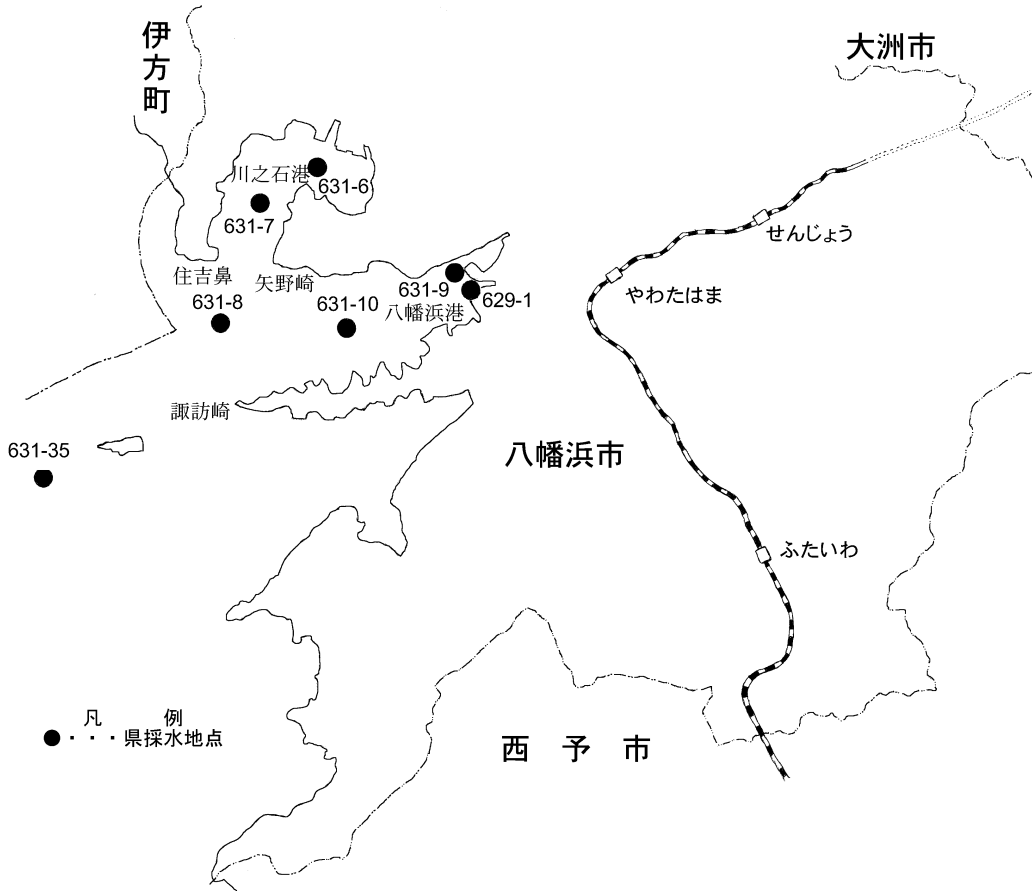 伊方町
大洲市
川之石港
631-6
631-7
せんじょう
住吉鼻
矢野崎
631-9
やわたはま
631-8
631-10
八幡浜港
629-1
諏訪崎
631-35
八幡浜市
ふたいわ
凡 例
●・・・県採水地点
西 予 市